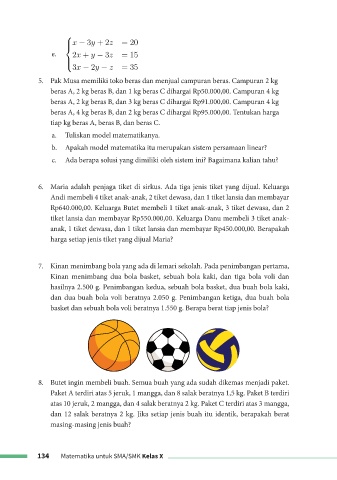 e. { x − 3y + 2z = 20
2x + y − 3z = 15
3x − 2y − z = 35
5. Pak Musa memiliki toko beras dan menjual campuran beras. Campuran 2 kg
beras A, 2 kg beras B, dan 1 kg beras C dihargai Rp50.000,00. Campuran 4 kg
beras A, 2 kg beras B, dan 3 kg beras C dihargai Rp91.000,00. Campuran 4 kg
beras A, 4 kg beras B, dan 2 kg beras C dihargai Rp95.000,00. Tentukan harga
tiap kg beras A, beras B, dan beras C.
a. Tuliskan model matematikanya.
b. Apakah model matematika itu merupakan sistem persamaan linear?
c. Ada berapa solusi yang dimiliki oleh sistem ini? Bagaimana kalian tahu?
6. Maria adalah penjaga tiket di sirkus. Ada tiga jenis tiket yang dijual. Keluarga
Andi membeli 4 tiket anak-anak, 2 tiket dewasa, dan 1 tiket lansia dan membayar
Rp640.000,00. Keluarga Butet membeli 1 tiket anak-anak, 3 tiket dewasa, dan 2
tiket lansia dan membayar Rp550.000,00. Keluarga Danu membeli 3 tiket anak-
anak, 1 tiket dewasa, dan 1 tiket lansia dan membayar Rp450.000,00. Berapakah
harga setiap jenis tiket yang dijual Maria?
7. Kinan menimbang bola yang ada di lemari sekolah. Pada penimbangan pertama,
Kinan menimbang dua bola basket, sebuah bola kaki, dan tiga bola voli dan
hasilnya 2.500 g. Penimbangan kedua, sebuah bola basket, dua buah bola kaki,
dan dua buah bola voli beratnya 2.050 g. Penimbangan ketiga, dua buah bola
basket dan sebuah bola voli beratnya 1.550 g. Berapa berat tiap jenis bola?
8. Butet ingin membeli buah. Semua buah yang ada sudah dikemas menjadi paket.
Paket A terdiri atas 5 jeruk, 1 mangga, dan 8 salak beratnya 1,5 kg. Paket B terdiri
atas 10 jeruk, 2 mangga, dan 4 salak beratnya 2 kg. Paket C terdiri atas 3 mangga,
dan 12 salak beratnya 2 kg. Jika setiap jenis buah itu identik, berapakah berat
masing-masing jenis buah?
134 Matematika untuk SMA/SMK Kelas X